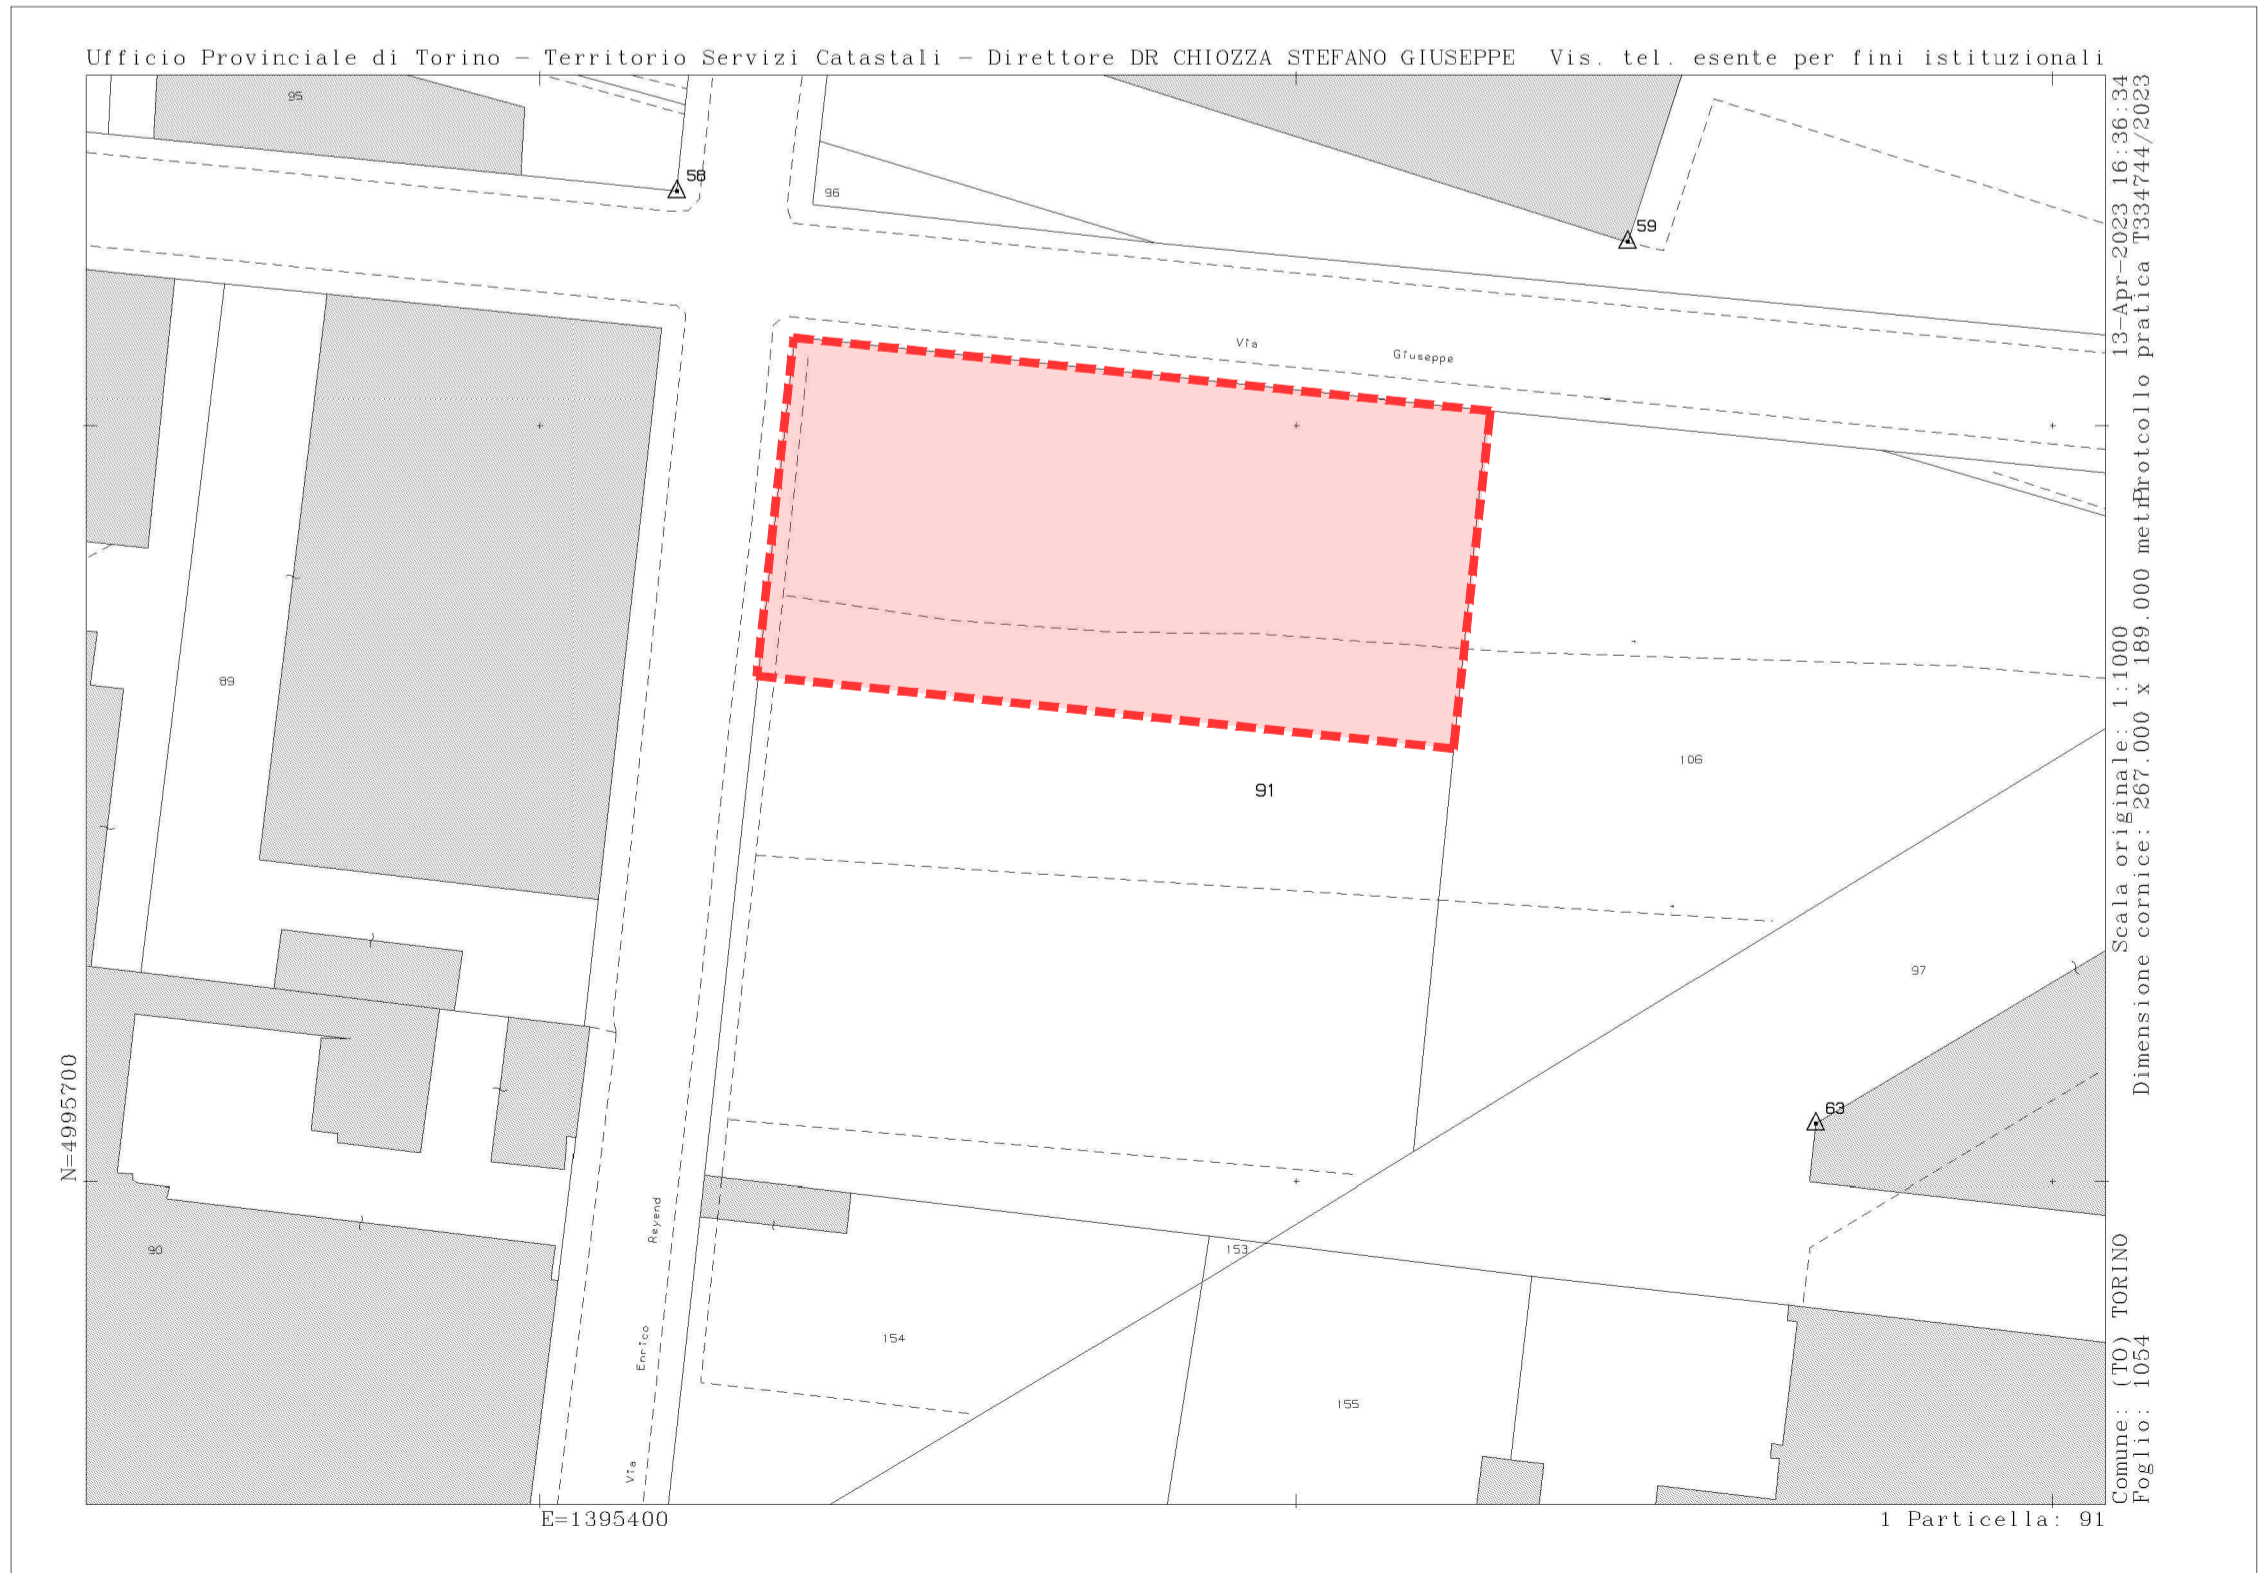 Ufficio Provinciale di Torino - Territorio Servizi Catastali - Direttore DR CHIOZZA STEFANO GIUSEPPE Vis. tel. esente per fini istituzionali
95
58
96
59
Via Giuseppe
89
106
91
97
63
90
153
154
155
Via Enrico Reyend
N=4995700
E=1395400
1 Particella: 91
13-Apr-2023 16:36:34
Protocollo pratica T334744/2023
Scala originale: 1:1000
Dimensione cornice: 267.000 x 189.000 metri
Comune: (TO) TORINO
Foglio: 1054